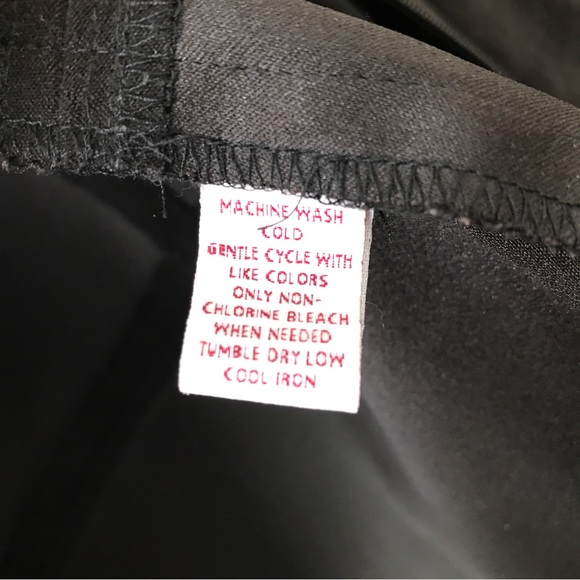 MACHINE WASH
COLD
GENTLE CYCLE WITH
LIKE COLORS
ONLY NON-
CHLORINE BLEACH
WHEN NEEDED
TUMBLE DRY LOW
COOL IRON